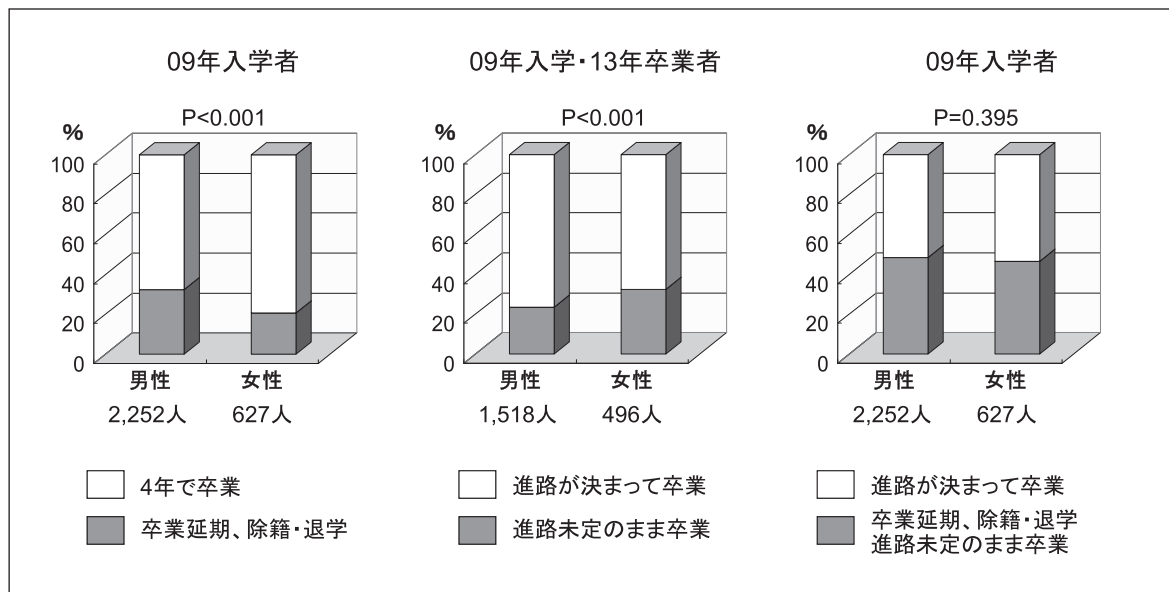 09年入学者
P<0.001
%
100
80
60
40
20
0
男性 女性
2,252人 627人
4年で卒業
卒業延期、除籍・退学
09年入学・13年卒業者
P<0.001
%
100
80
60
40
20
0
男性 女性
1,518人 496人
進路が決まって卒業
進路未定のまま卒業
09年入学者
P=0.395
%
100
80
60
40
20
0
男性 女性
2,252人 627人
進路が決まって卒業
卒業延期、除籍・退学
進路未定のまま卒業